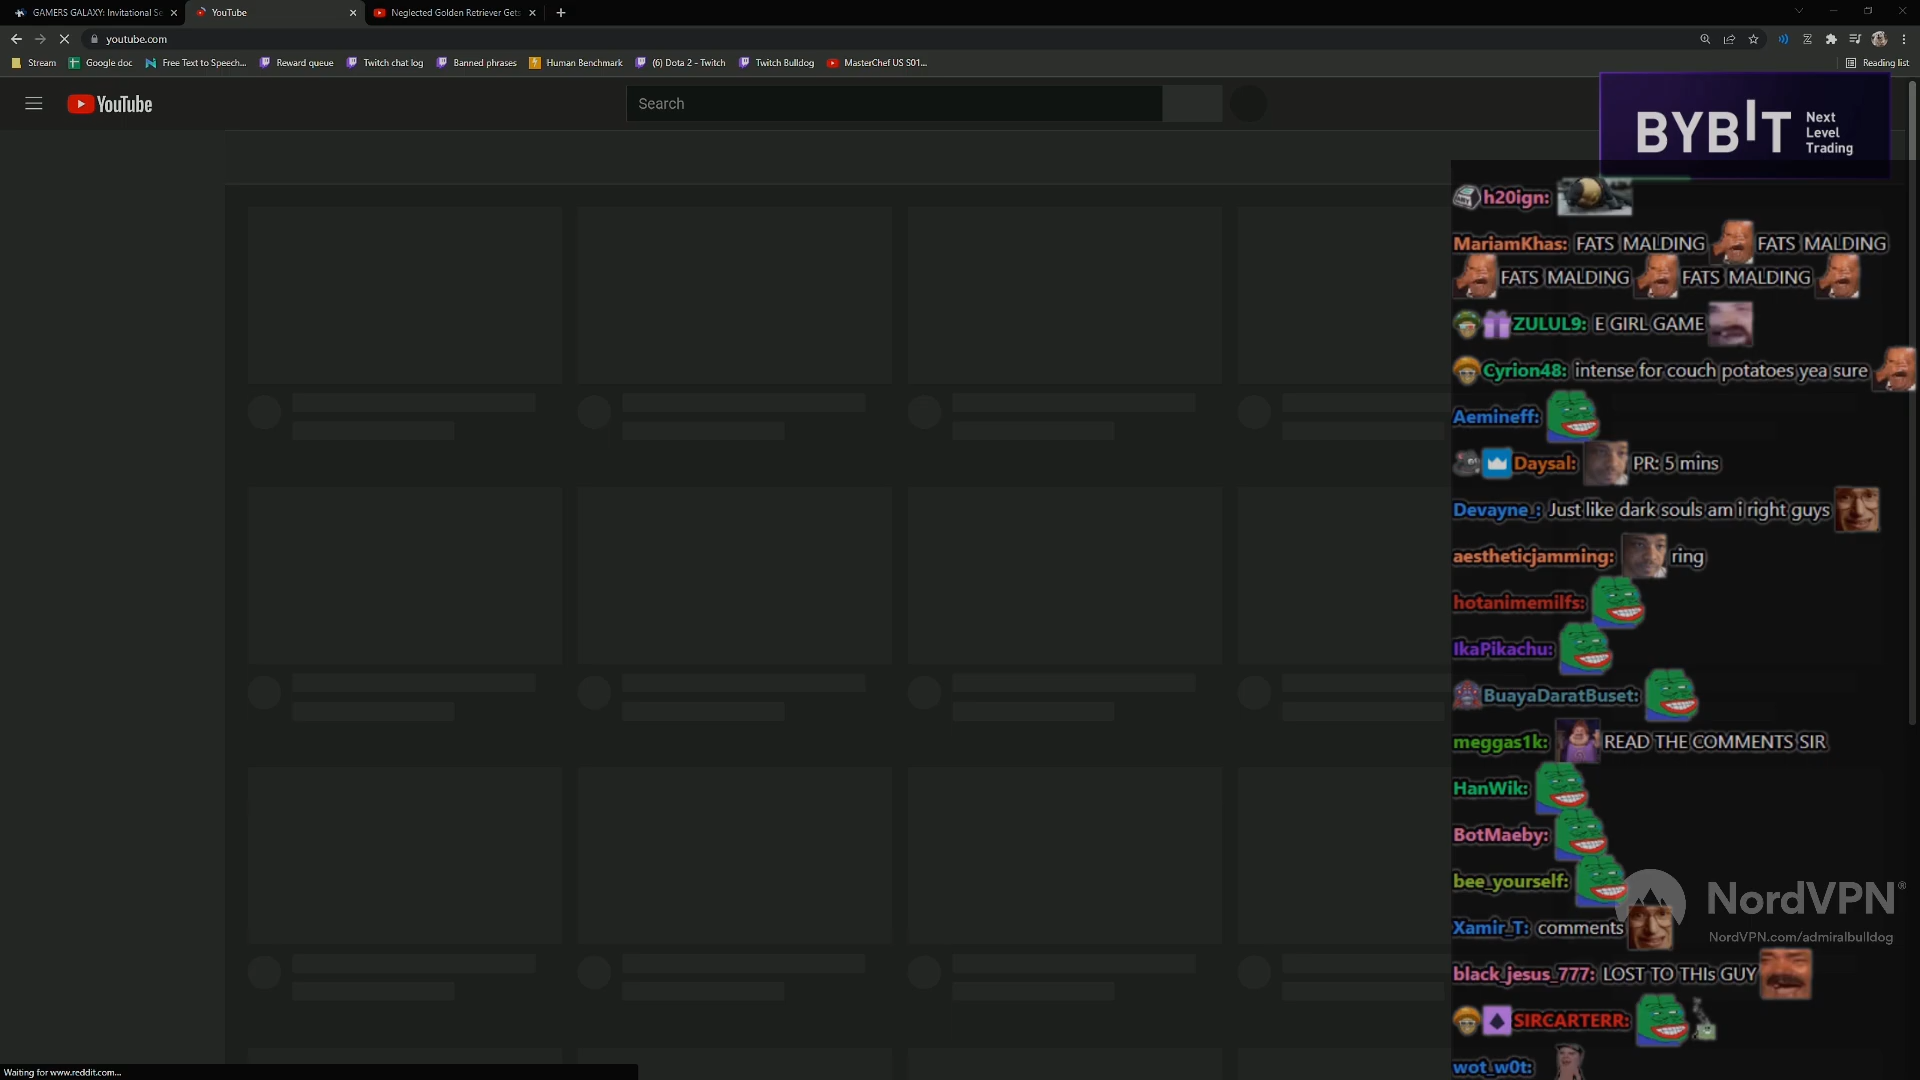 GAMERS GALAXY: Invitational Se
YouTube
Neglected Golden Retriever Gets
youtube.com
Stream
Google doc
Free Text to Speech...
Reward queue
Twitch chat log
Banned phrases
Human Benchmark
(6) Dota 2 - Twitch
Twitch Bulldog
MasterChef US S01...
Reading list
YouTube
Search
BYBIT
Next
Level
Trading
h20ign:
MariamKhas: FATS MALDING FATS MALDING
FATS MALDING FATS MALDING
ZULUL9: E GIRL GAME
Cyrion48: intense for couch potatoes yea sure
Aemineff:
Daysal: PR: 5 mins
Devayne_: Just like dark souls am i right guys
aestheticjamming: ring
hotanimemilfs:
IkaPikachu:
BuayaDaratBuset:
meggas1k: READ THE COMMENTS SIR
HanWik:
BotMaeby:
bee_yourself:
NordVPN®
Xamir_T: comments
NordVPN.com/admiralbulldog
black_jesus_777: LOST TO THIs GUY
SIRCARTERR:
wot_w0t:
Waiting for www.reddit.com...